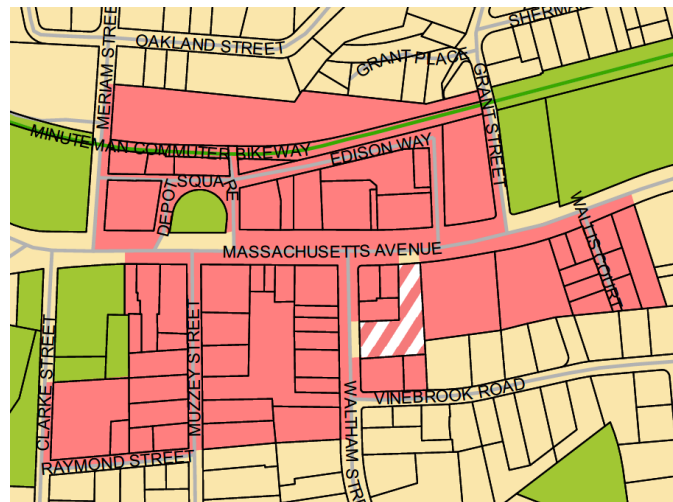 SHERMA
OAKLAND STREET
MERIAM STREET
GRANT PLACE
GRANT STREET
MINUTEMAN COMMUTER BIKEWAY
EDISON WAY
DEPOT SQUARE
WALLIS COURT
MASSACHUSETTS AVENUE
CLARKE STREET
MUZZEY STREET
WALTHAM STR
VINEBROOK ROAD
RAYMOND STREET